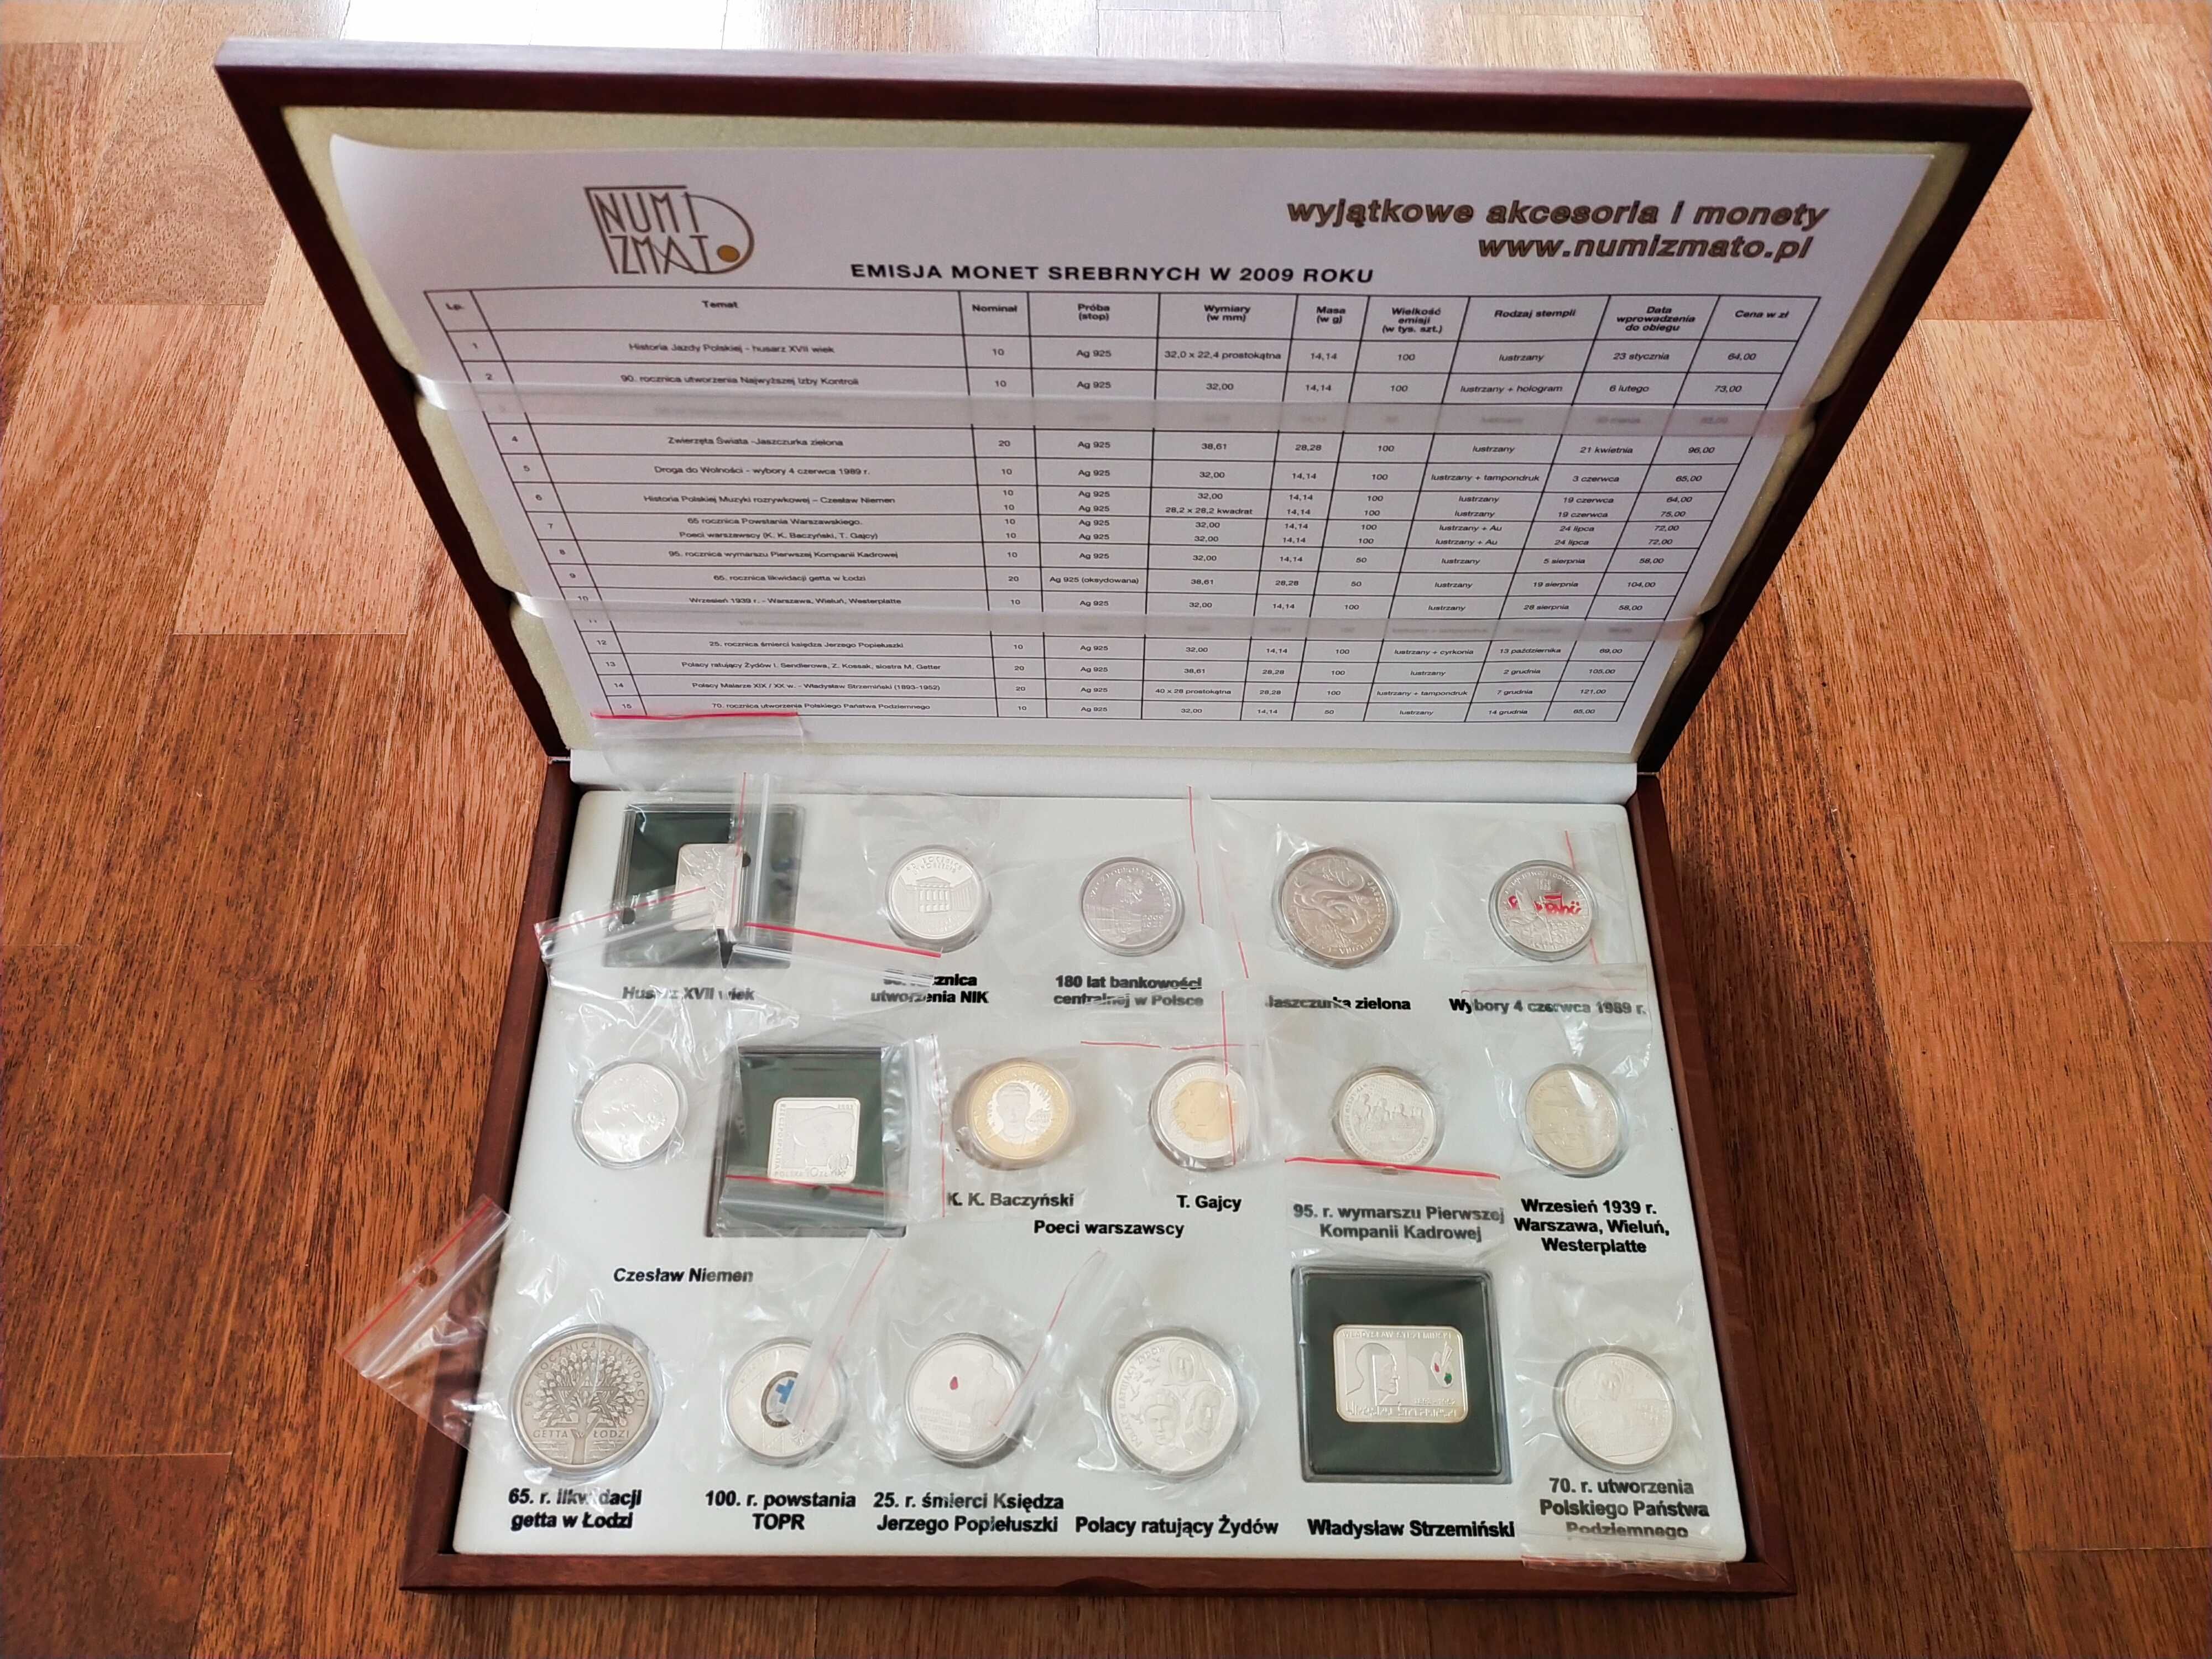 NUMIZMATO
wyjątkowe akcesoria i monety
www.numizmato.pl
EMISJA MONET SREBRNYCH W 2009 ROKU
Lp. Temat Nominał Próba (stop) Wymiary (w mm) Masa (w g) Wielkość emisji (w tys. szt.) Rodzaj stempli Data wprowadzenia do obiegu Cena w zł
1 Historia Jazdy Polskiej - husarz XVII wiek 10 Ag 925 32,0 x 22,4 prostokątna 14,14 100 lustrzany 23 stycznia 64,00
2 90. rocznica utworzenia Najwyższej Izby Kontroli 10 Ag 925 32,00 14,14 100 lustrzany + hologram 6 lutego 73,00
4 Zwierzęta Świata -Jaszczurka zielona 20 Ag 925 38,61 28,28 100 lustrzany 21 kwietnia 96,00
5 Droga do Wolności - wybory 4 czerwca 1989 r. 10 Ag 925 32,00 14,14 100 lustrzany + tampondruk 3 czerwca 65,00
6 Historia Polskiej Muzyki rozrywkowej – Czesław Niemen 10 Ag 925 32,00 14,14 100 lustrzany 19 czerwca 64,00
10 Ag 925 28,2 x 28,2 kwadrat 14,14 100 lustrzany 19 czerwca 75,00
7 65 rocznica Powstania Warszawskiego. 10 Ag 925 32,00 14,14 100 lustrzany + Au 24 lipca 72,00
Poeci warszawscy (K. K. Baczyński, T. Gajcy) 10 Ag 925 32,00 14,14 100 lustrzany + Au 24 lipca 72,00
8 95. rocznica wymarszu Pierwszej Kompanii Kadrowej 10 Ag 925 32,00 14,14 50 lustrzany 5 sierpnia 58,00
9 65. rocznica likwidacji getta w Łodzi 20 Ag 925 (oksydowana) 38,61 28,28 50 lustrzany 19 sierpnia 104,00
10 Wrzesień 1939 r. - Warszawa, Wieluń, Westerplatte 10 Ag 925 32,00 14,14 100 lustrzany 28 sierpnia 58,00
11
12 25. rocznica śmierci księdza Jerzego Popiełuszki 10 Ag 925 32,00 14,14 100 lustrzany + cyrkonia 13 października 69,00
13 Polacy ratujący Żydów I. Sendlerowa, Z. Kossak, siostra M. Getter 20 Ag 925 38,61 28,28 100 lustrzany 2 grudnia 105,00
14 Polscy Malarze XIX / XX w. - Władysław Strzemiński (1893-1952) 20 Ag 925 40 x 28 prostokątna 28,28 100 lustrzany + tampondruk 7 grudnia 121,00
15 70. rocznica utworzenia Polskiego Państwa Podziemnego 10 Ag 925 32,00 14,14 50 lustrzany 14 grudnia 65,00
Husarz XVII wiek
utworzenia NIK
180 lat bankowości
centralnej w Polsce
Jaszczurka zielona
Wybory 4 czerwca 1989 r.
K. K. Baczyński
T. Gajcy
Poeci warszawscy
95. r. wymarszu Pierwszej
Kompanii Kadrowej
Wrzesień 1939 r.
Warszawa, Wieluń,
Westerplatte
Czesław Niemen
GETTA ŁODZI
WŁADYSŁAW STRZEMIŃSKI
65. r. likwidacji
getta w Łodzi
100. r. powstania
TOPR
25. r. śmierci Księdza
Jerzego Popiełuszki
Polacy ratujący Żydów
Władysław Strzemiński
70. r. utworzenia
Polskiego Państwa
Podziemnego